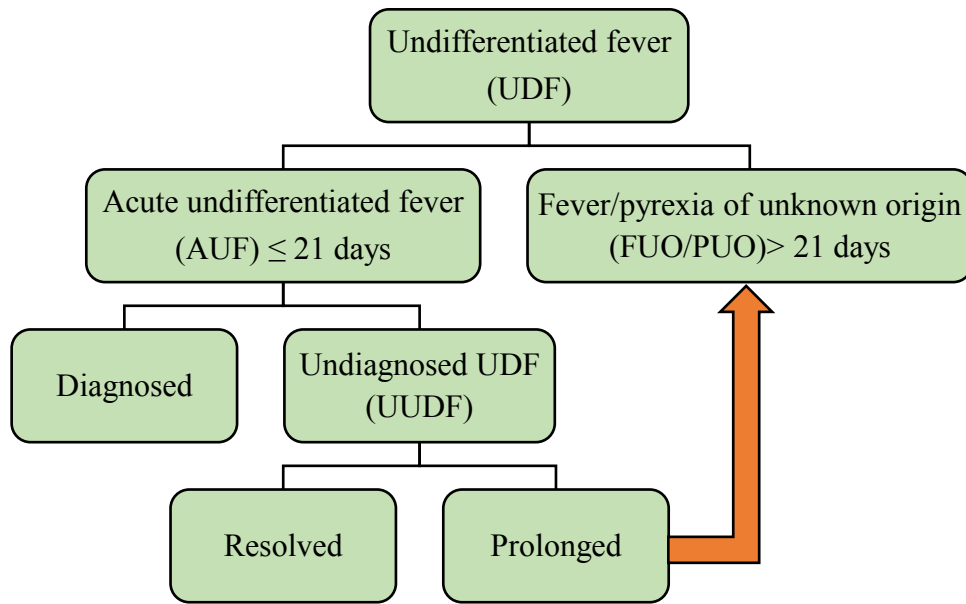 Undifferentiated fever
(UDF)
Acute undifferentiated fever
(AUF) ≤ 21 days
Fever/pyrexia of unknown origin
(FUO/PUO)> 21 days
Diagnosed
Undiagnosed UDF
(UUDF)
Resolved
Prolonged